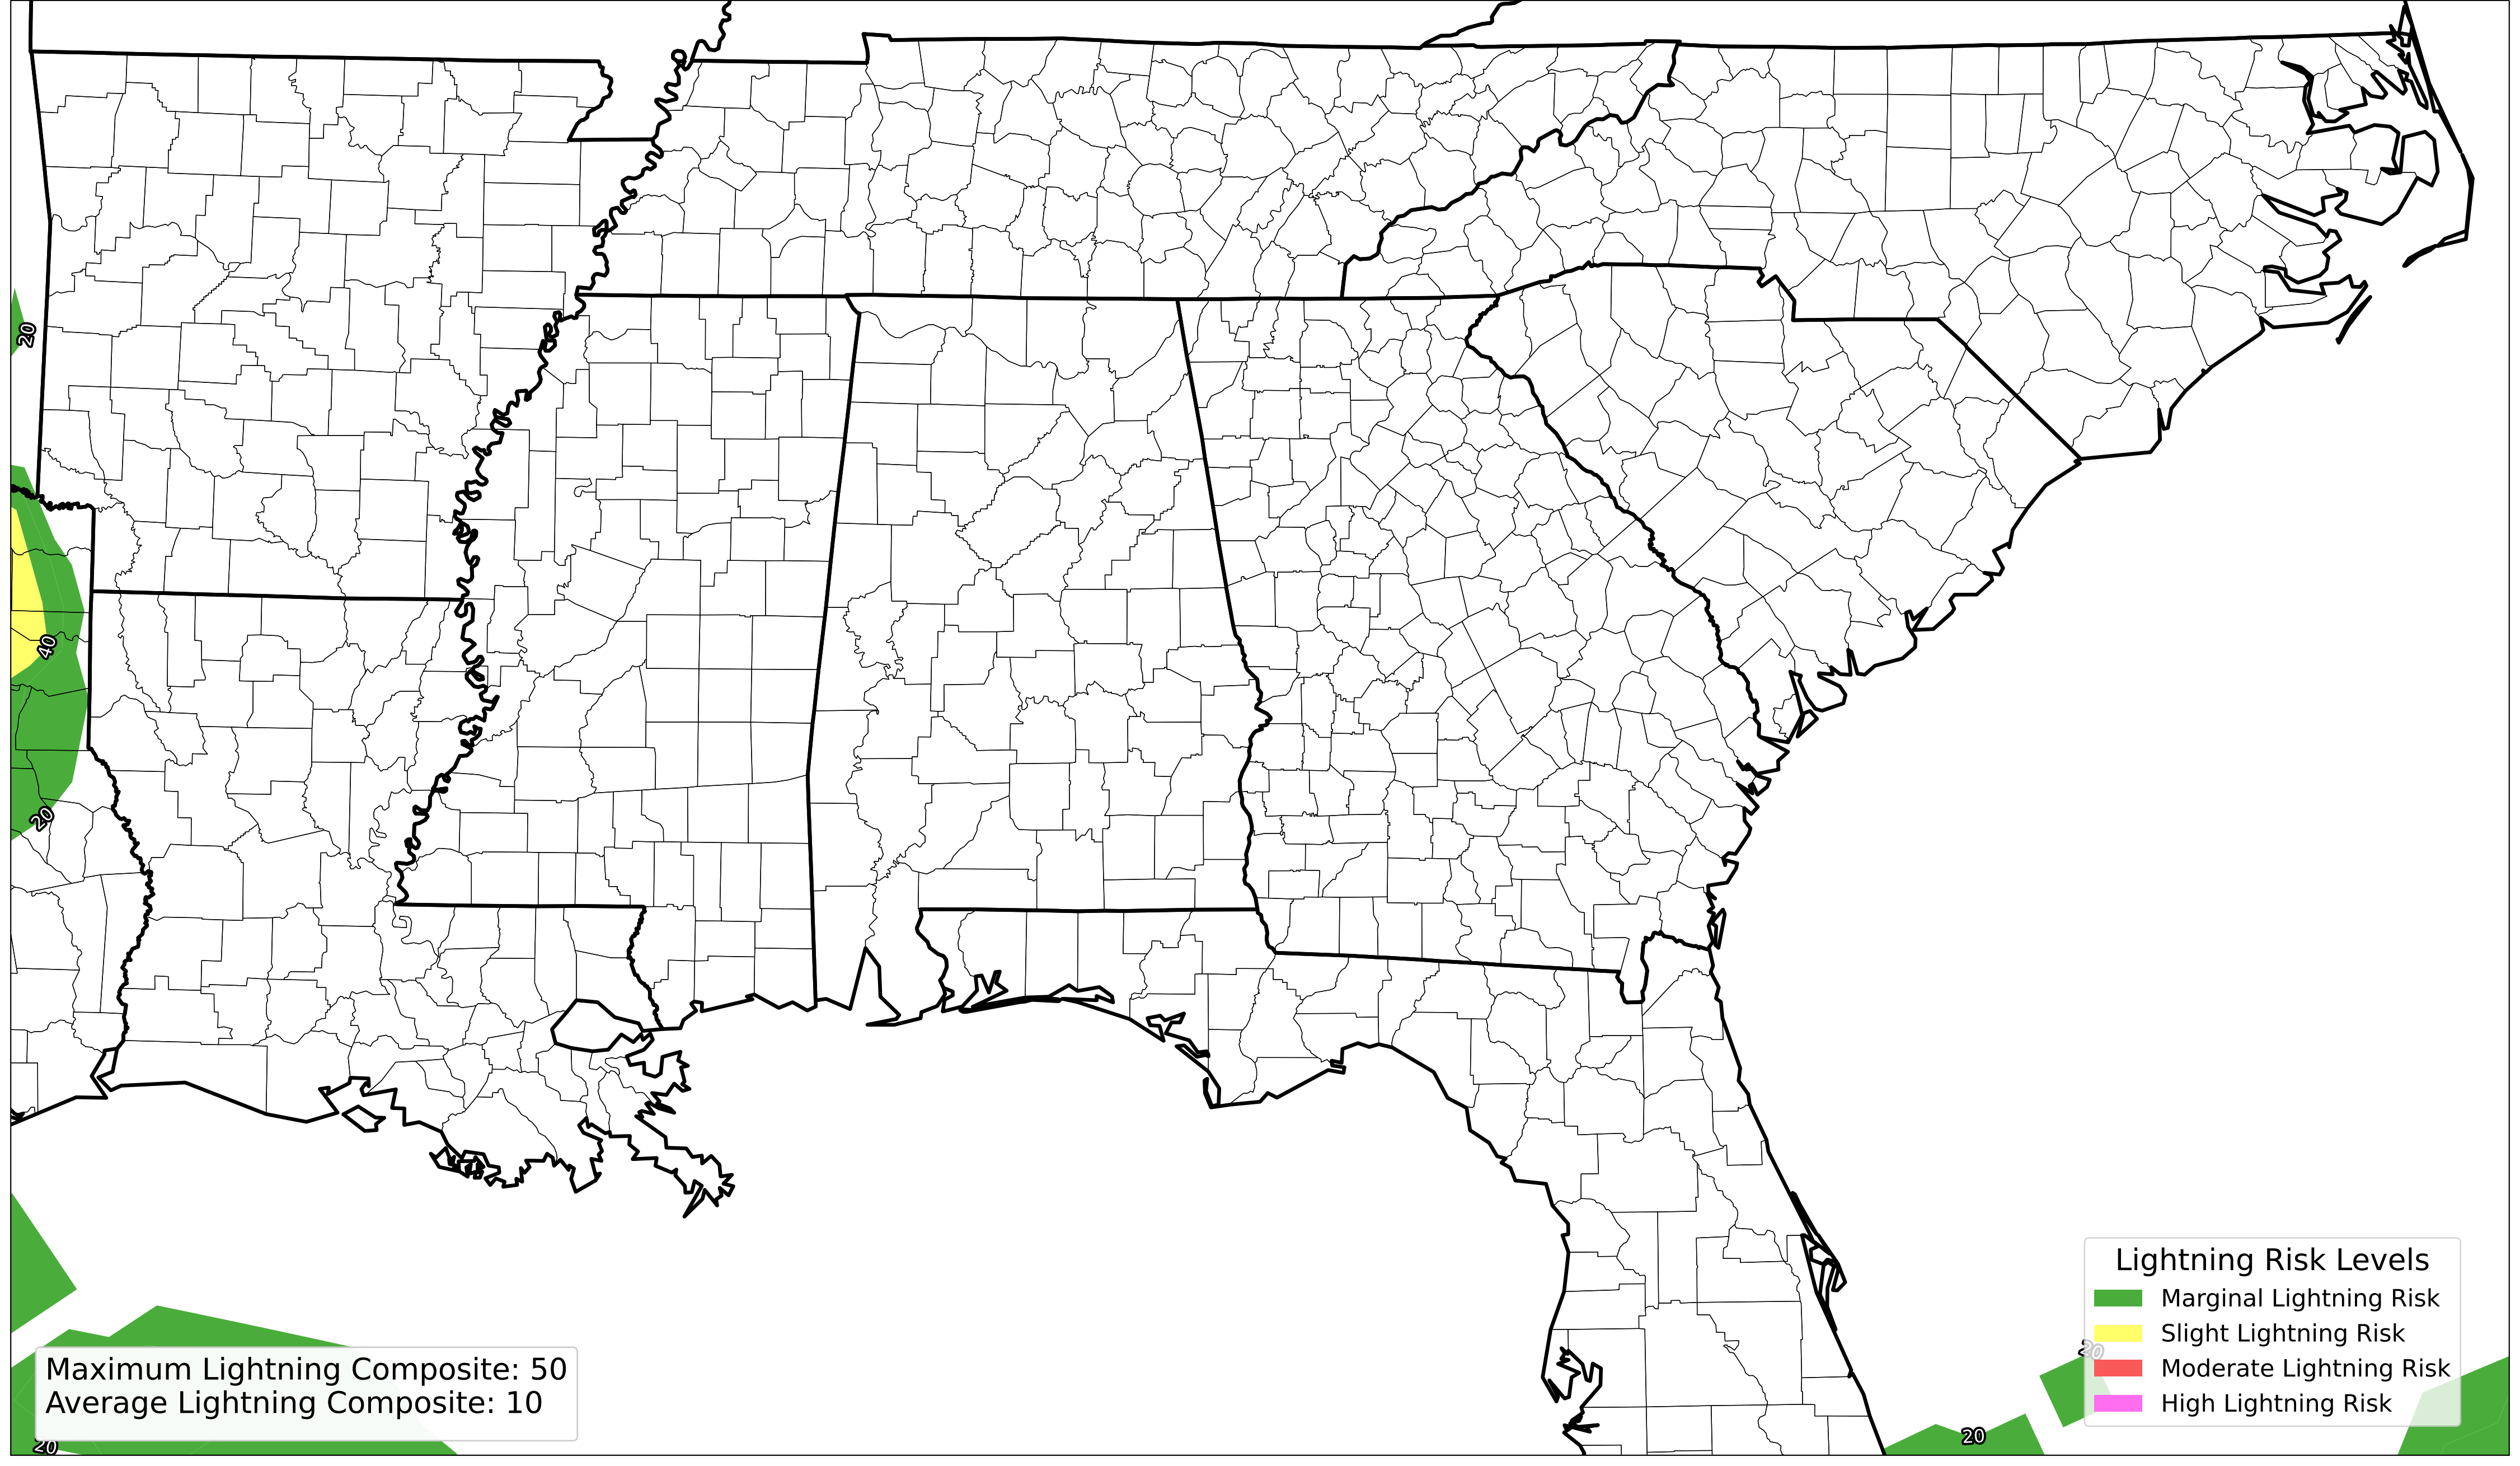 20
40
20
Maximum Lightning Composite: 50
Average Lightning Composite: 10
20
20
20
Lightning Risk Levels
Marginal Lightning Risk
Slight Lightning Risk
Moderate Lightning Risk
High Lightning Risk